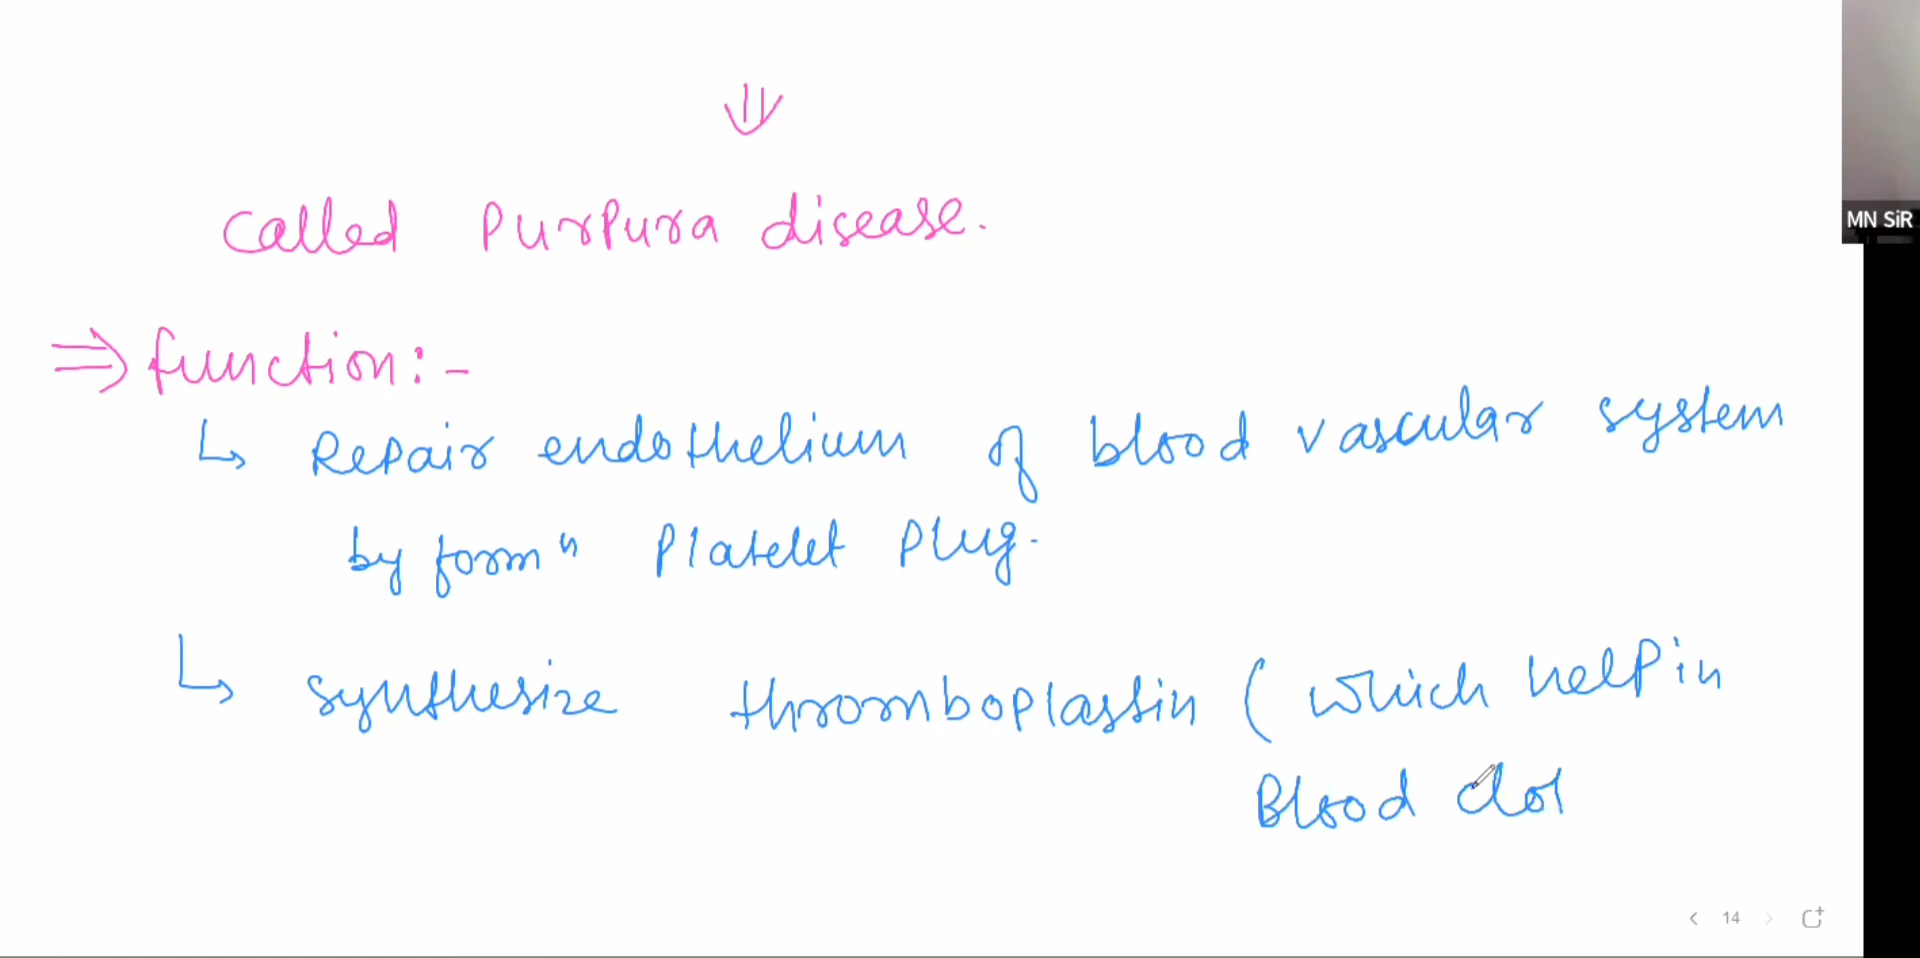 ⇓
Called Purpura disease.
MN SiR
⇒ function:-
↳ Repair endothelium of blood vascular system
by formⁿ Platelet Plug.
↳ synthesize thromboplastin ( which help in
Blood clot
< 14 >